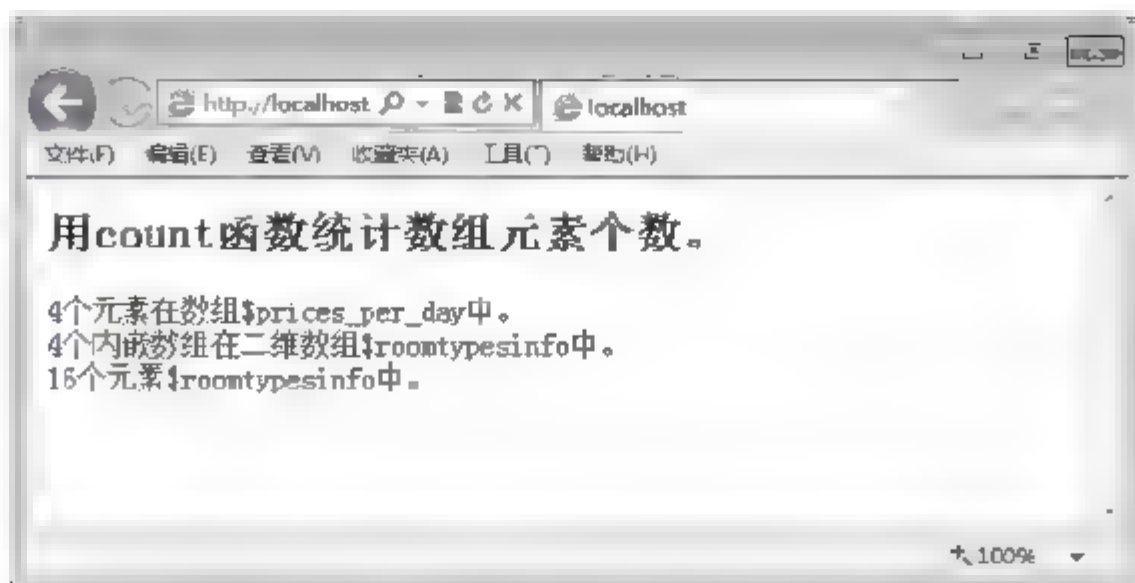 http://localhost
localhost
文件(F) 编辑(E) 查看(V) 收藏夹(A) 工具(T) 帮助(H)
用count函数统计数组元素个数。
4个元素在数组$prices_per_day中。
4个内嵌数组在二维数组$roomtypesinfo中。
16个元素$roomtypesinfo中。
100%